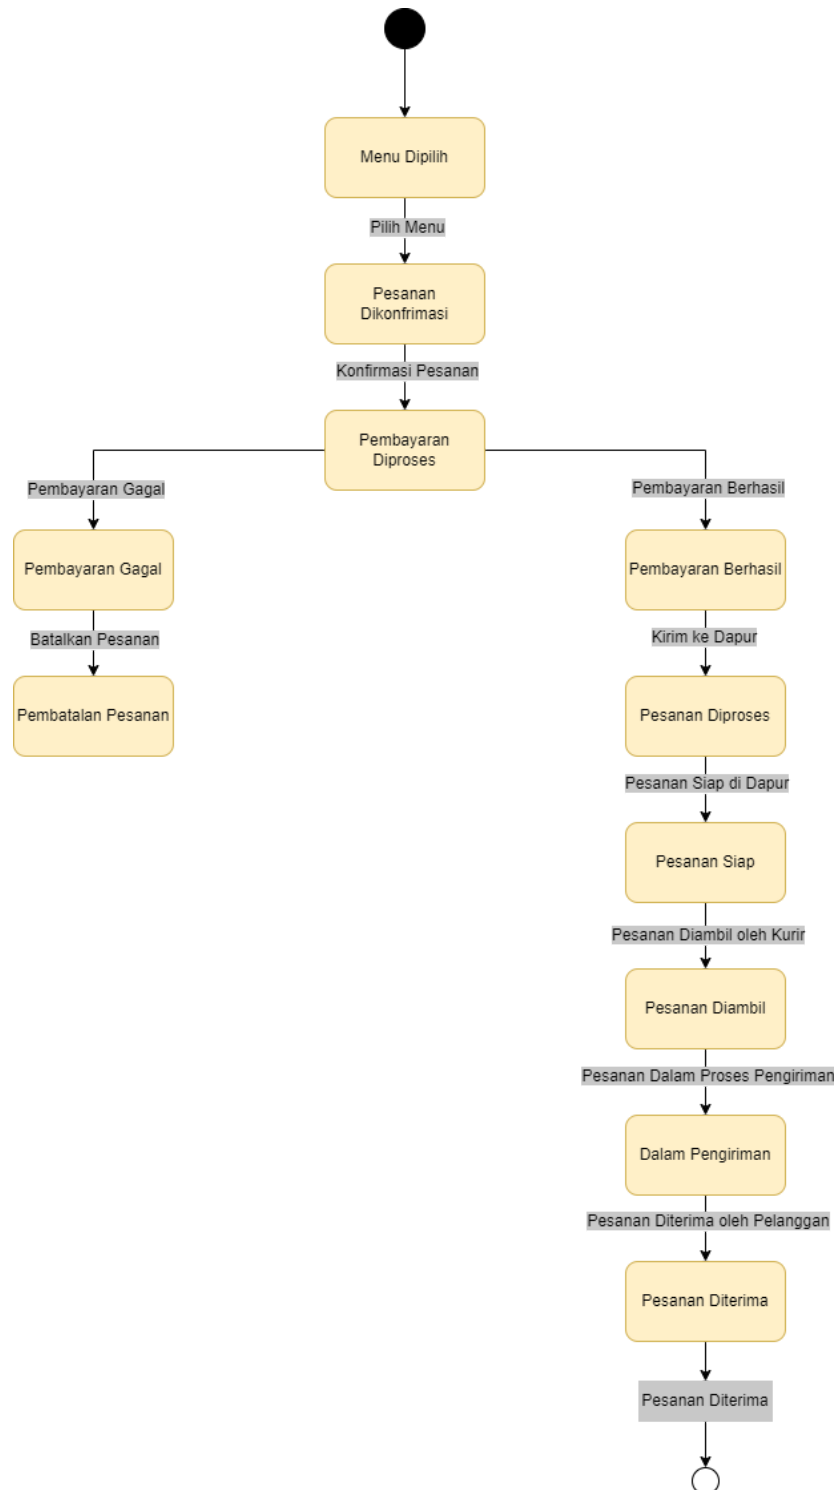 Menu Dipilih
Pilih Menu
Pesanan
Dikonfrimasi
Konfirmasi Pesanan
Pembayaran
Diproses
Pembayaran Gagal
Pembayaran Berhasil
Pembayaran Gagal
Pembayaran Berhasil
Batalkan Pesanan
Kirim ke Dapur
Pembatalan Pesanan
Pesanan Diproses
Pesanan Siap di Dapur
Pesanan Siap
Pesanan Diambil oleh Kurir
Pesanan Diambil
Pesanan Dalam Proses Pengiriman
Dalam Pengiriman
Pesanan Diterima oleh Pelanggan
Pesanan Diterima
Pesanan Diterima